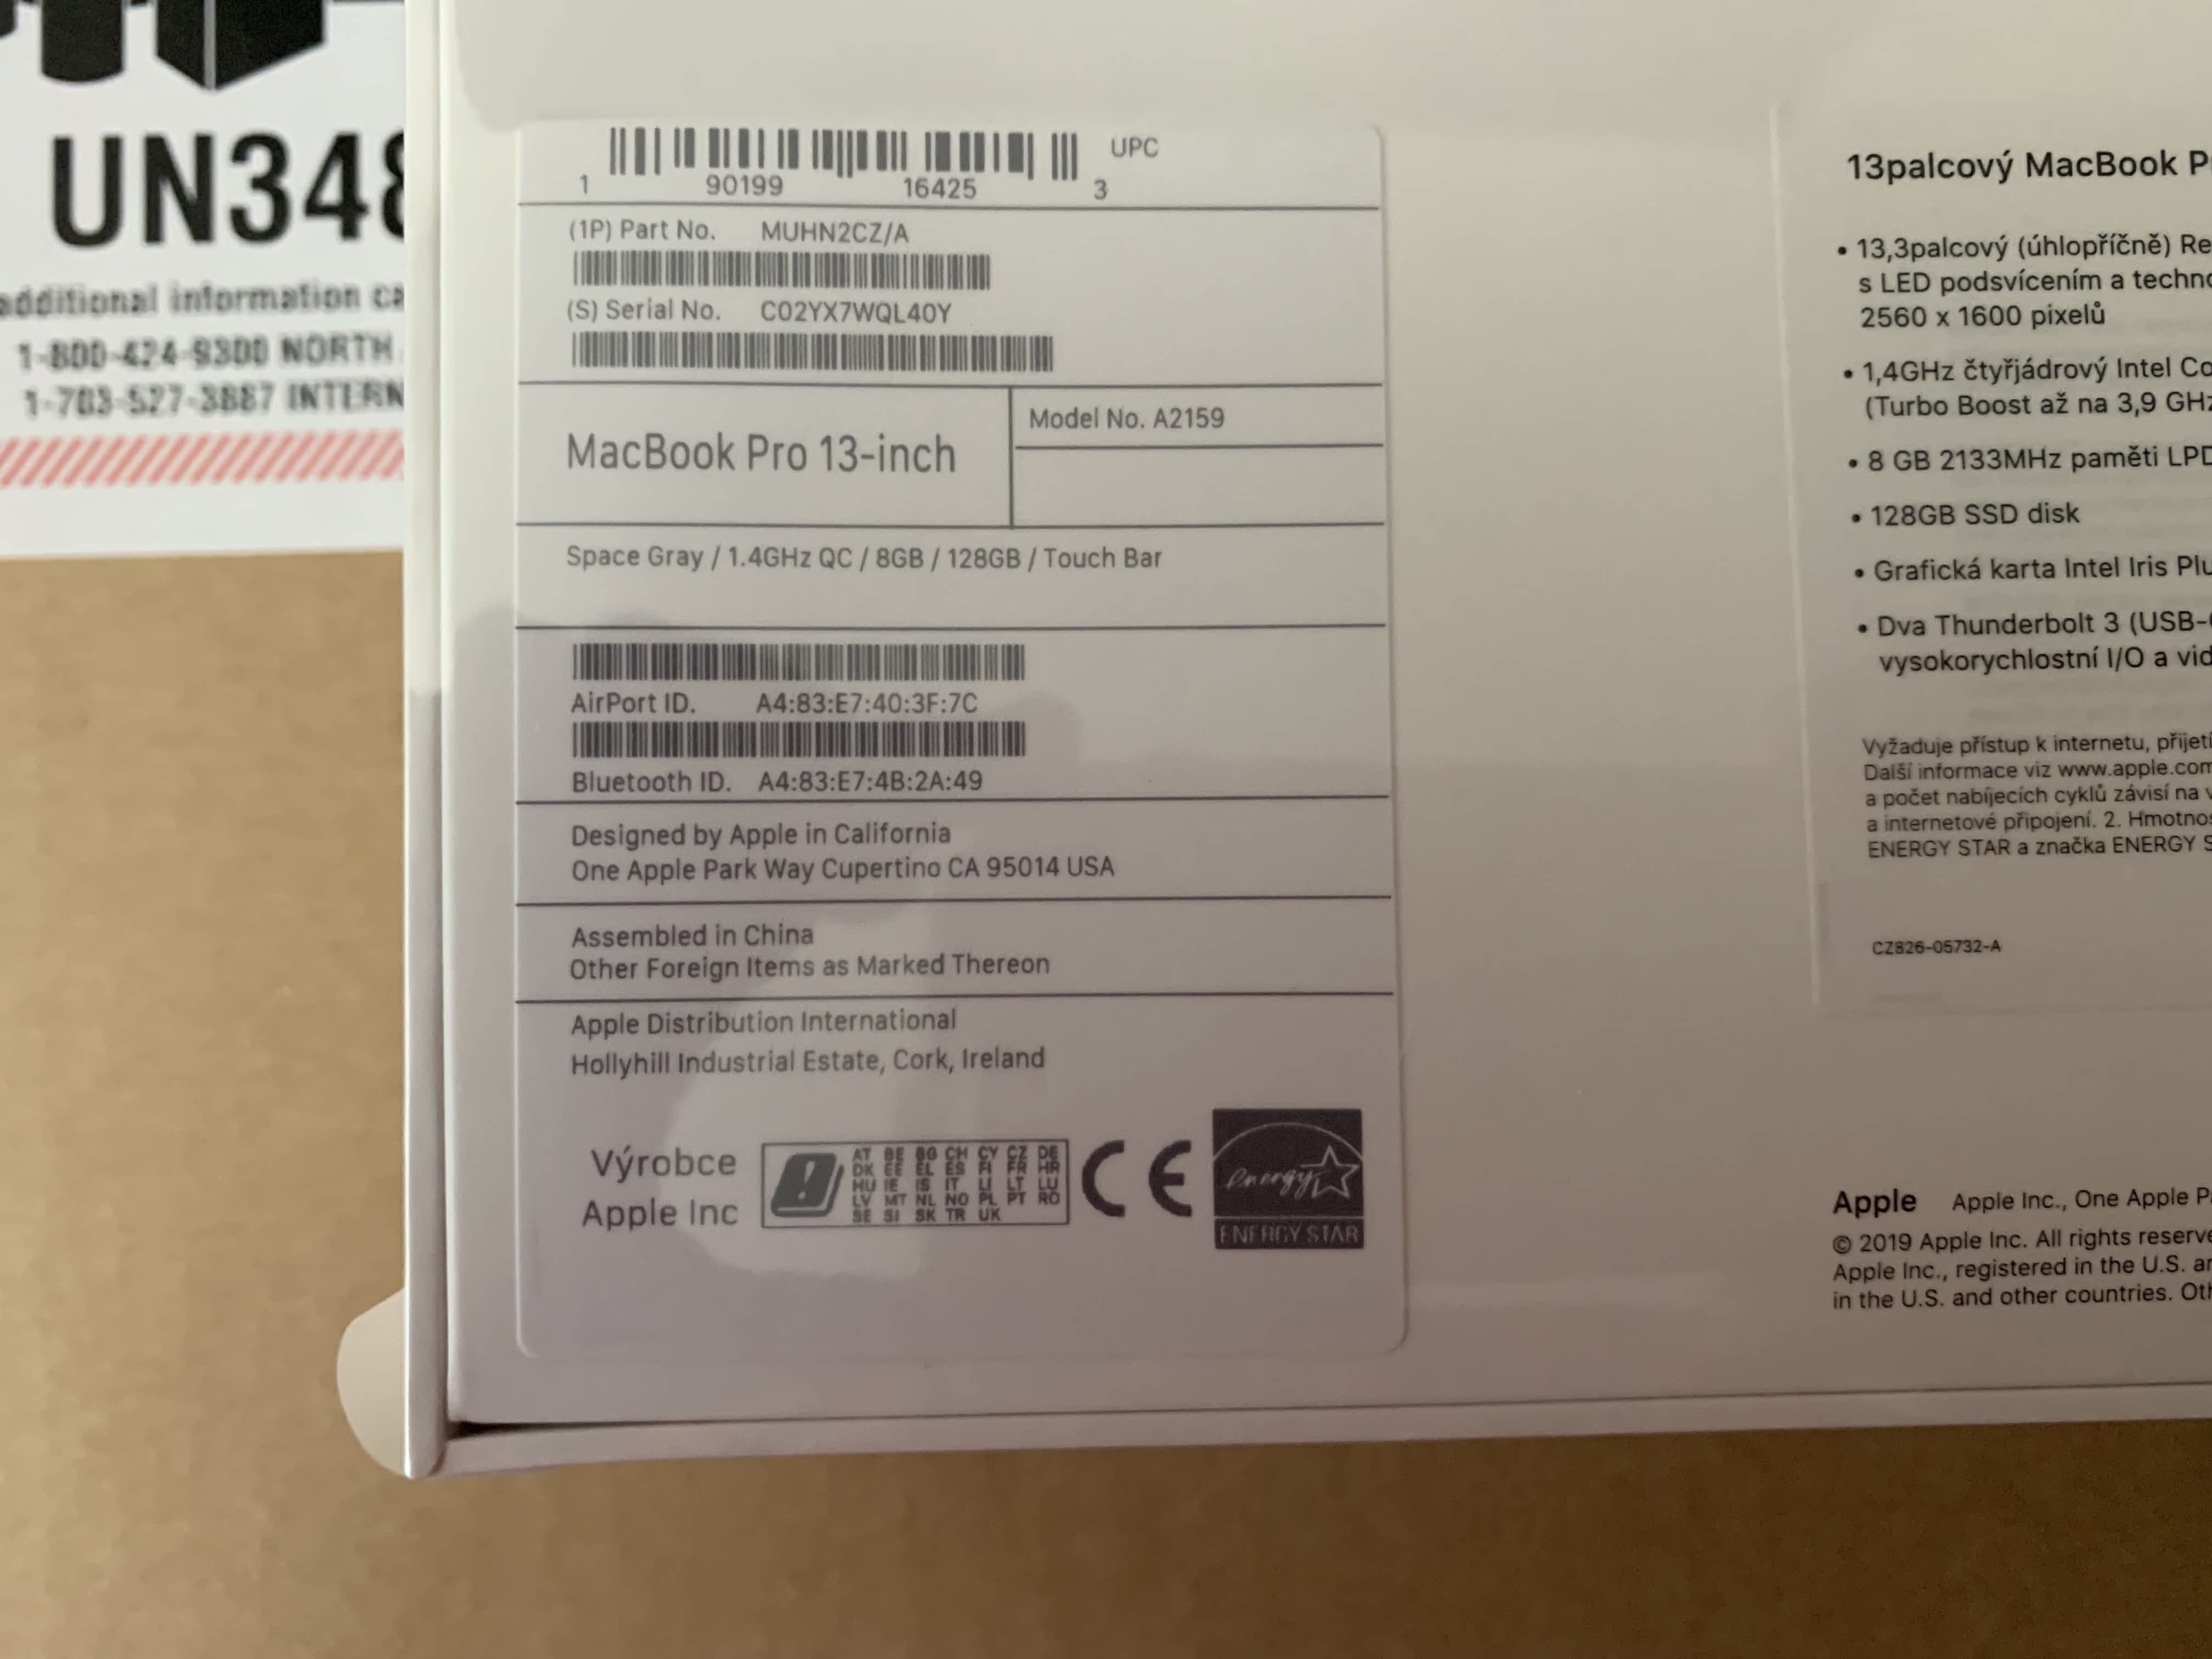 UN348
additional information ca
1-800-424-9300 NORTH
1-703-527-3887 INTERN
UPC
1 90199 16425 3
(1P) Part No. MUHN2CZ/A
(S) Serial No. C02YX7WQL40Y
MacBook Pro 13-inch
Model No. A2159
Space Gray / 1.4GHz QC / 8GB / 128GB / Touch Bar
AirPort ID. A4:83:E7:40:3F:7C
Bluetooth ID. A4:83:E7:4B:2A:49
Designed by Apple in California
One Apple Park Way Cupertino CA 95014 USA
Assembled in China
Other Foreign Items as Marked Thereon
Apple Distribution International
Hollyhill Industrial Estate, Cork, Ireland
Výrobce
Apple Inc
AT BE BG CH CY CZ DE
DK EE EL ES FI FR HR
HU IE IS IT LI LT LU
LV MT NL NO PL PT RO
SE SI SK TR UK
CE
energy
ENERGY STAR
13palcový MacBook P
• 13,3palcový (úhlopříčně) Re
s LED podsvícením a techno
2560 x 1600 pixelů
• 1,4GHz čtyřjádrový Intel Co
(Turbo Boost až na 3,9 GHz
• 8 GB 2133MHz paměti LPD
• 128GB SSD disk
• Grafická karta Intel Iris Plu
• Dva Thunderbolt 3 (USB-
vysokorychlostní I/O a vid
Vyžaduje přístup k internetu, přijetí
Další informace viz www.apple.com
a počet nabíjecích cyklů závisí na v
a internetové připojení. 2. Hmotnos
ENERGY STAR a značka ENERGY S
CZ826-05732-A
Apple Apple Inc., One Apple P
© 2019 Apple Inc. All rights reserve
Apple Inc., registered in the U.S. an
in the U.S. and other countries. Oth